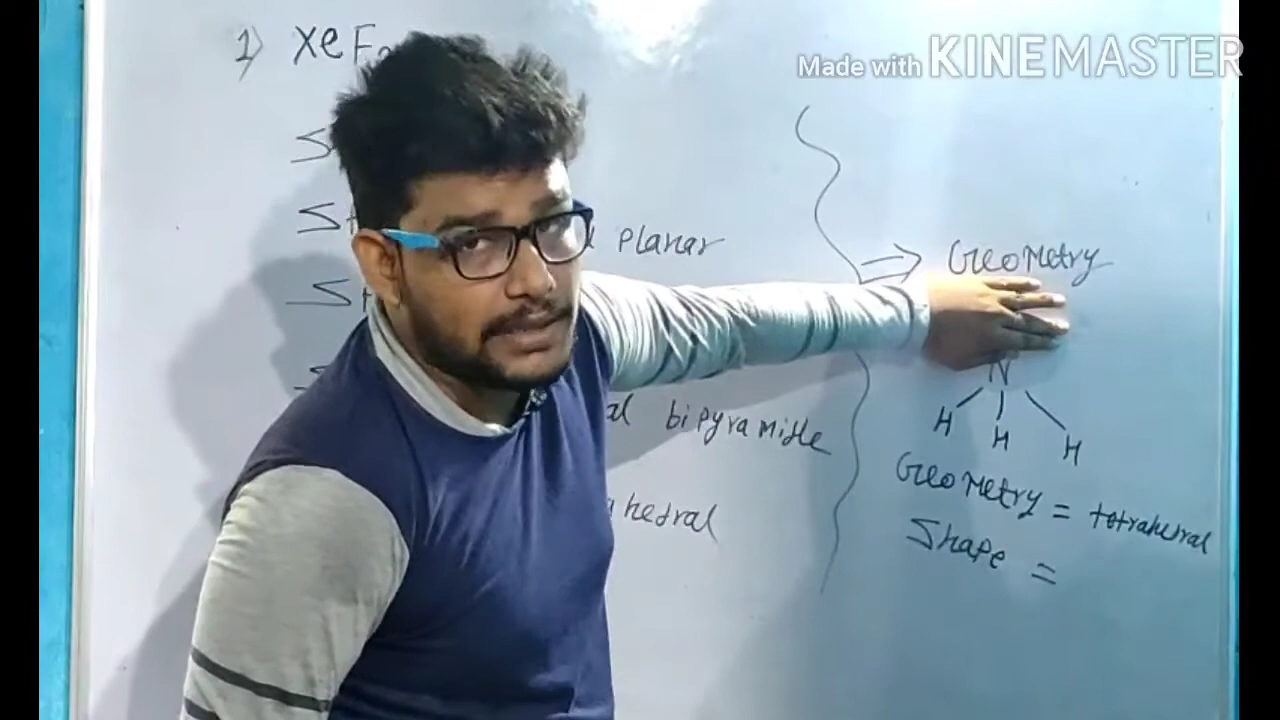 1) XeF
Made with KINEMASTER
planar
⇒ Geometry
N
H H H
al bipyramidle
hedral
Geometry = tetrahedral
Shape =